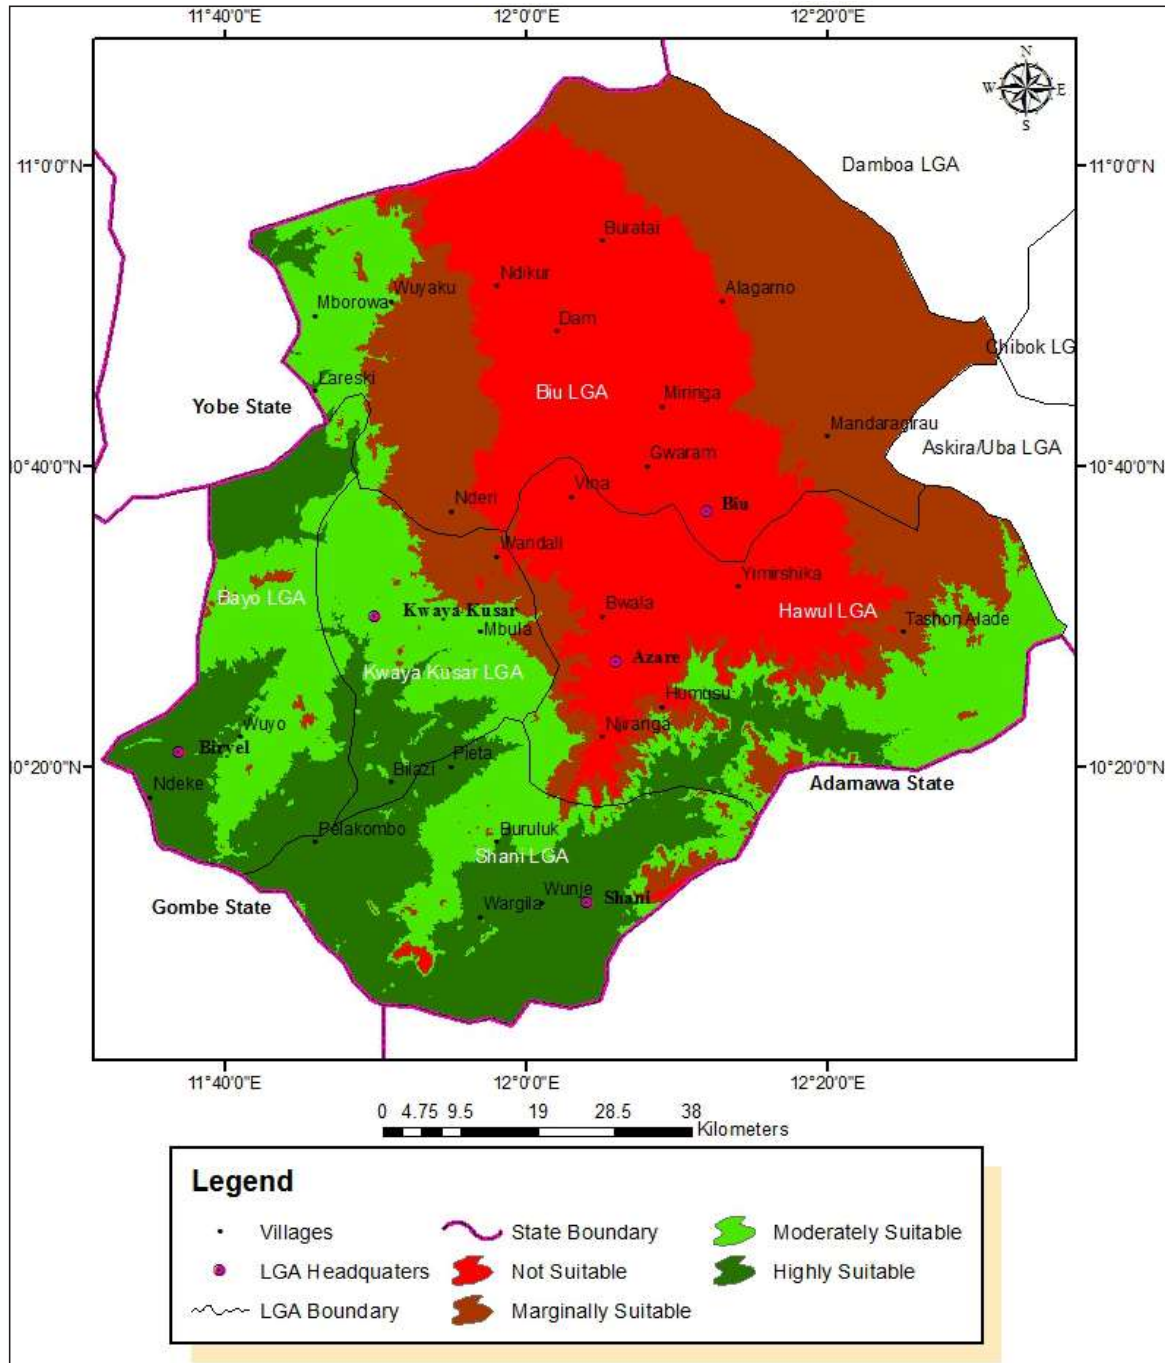 11°40'0"E
12°0'0"E
12°20'0"E
N
W
E
S
11°0'0"N
11°0'0"N
Damboa LGA
Buratai
Ndikur
Alagarno
Wuyaku
Mborowa
Dam
Chibok LG
Lareski
Yobe State
Biu LGA
Miringa
Mandaragirau
Askira/Uba LGA
Gwaram
10°40'0"N
10°40'0"N
Vina
Nderi
Biu
Wandali
Yimirshika
Bayo LGA
Kwaya Kusar
Bwala
Hawul LGA
Tashon Alade
Mbula
Azare
Kwaya Kusar LGA
Humusu
Wuyo
Njiranga
Pieta
Birvel
Bilazi
0°20'0"N
10°20'0"N
Ndeke
Adamawa State
Pelakombo
Buruluk
Shani LGA
Wunje
Shani
Wargila
Gombe State
11°40'0"E
12°0'0"E
12°20'0"E
0 4.75 9.5 19 28.5 38
Kilometers
Legend
Villages
State Boundary
Moderately Suitable
LGA Headquaters
Not Suitable
Highly Suitable
LGA Boundary
Marginally Suitable